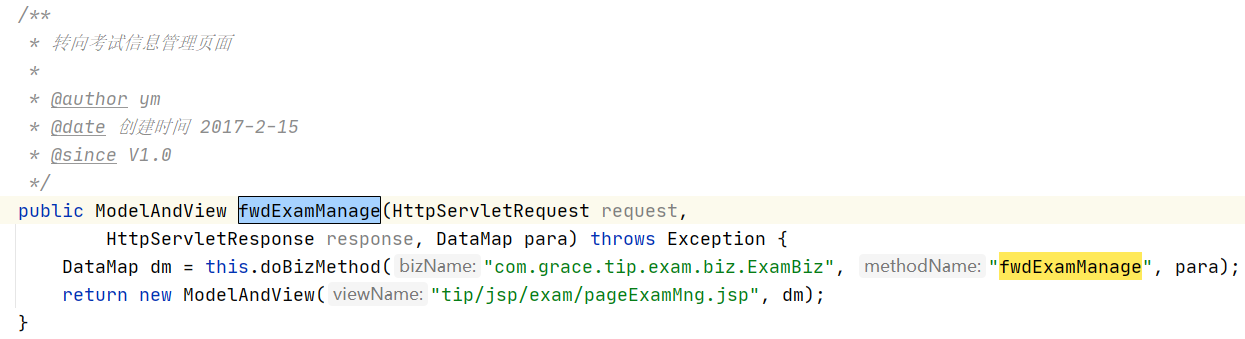 /**
 * 转向考试信息管理页面
 *
 * @author ym
 * @date 创建时间 2017-2-15
 * @since V1.0
 */
public ModelAndView fwdExamManage(HttpServletRequest request,
        HttpServletResponse response, DataMap para) throws Exception {
    DataMap dm = this.doBizMethod( bizName: "com.grace.tip.exam.biz.ExamBiz", methodName: "fwdExamManage", para);
    return new ModelAndView( viewName: "tip/jsp/exam/pageExamMng.jsp", dm);
}